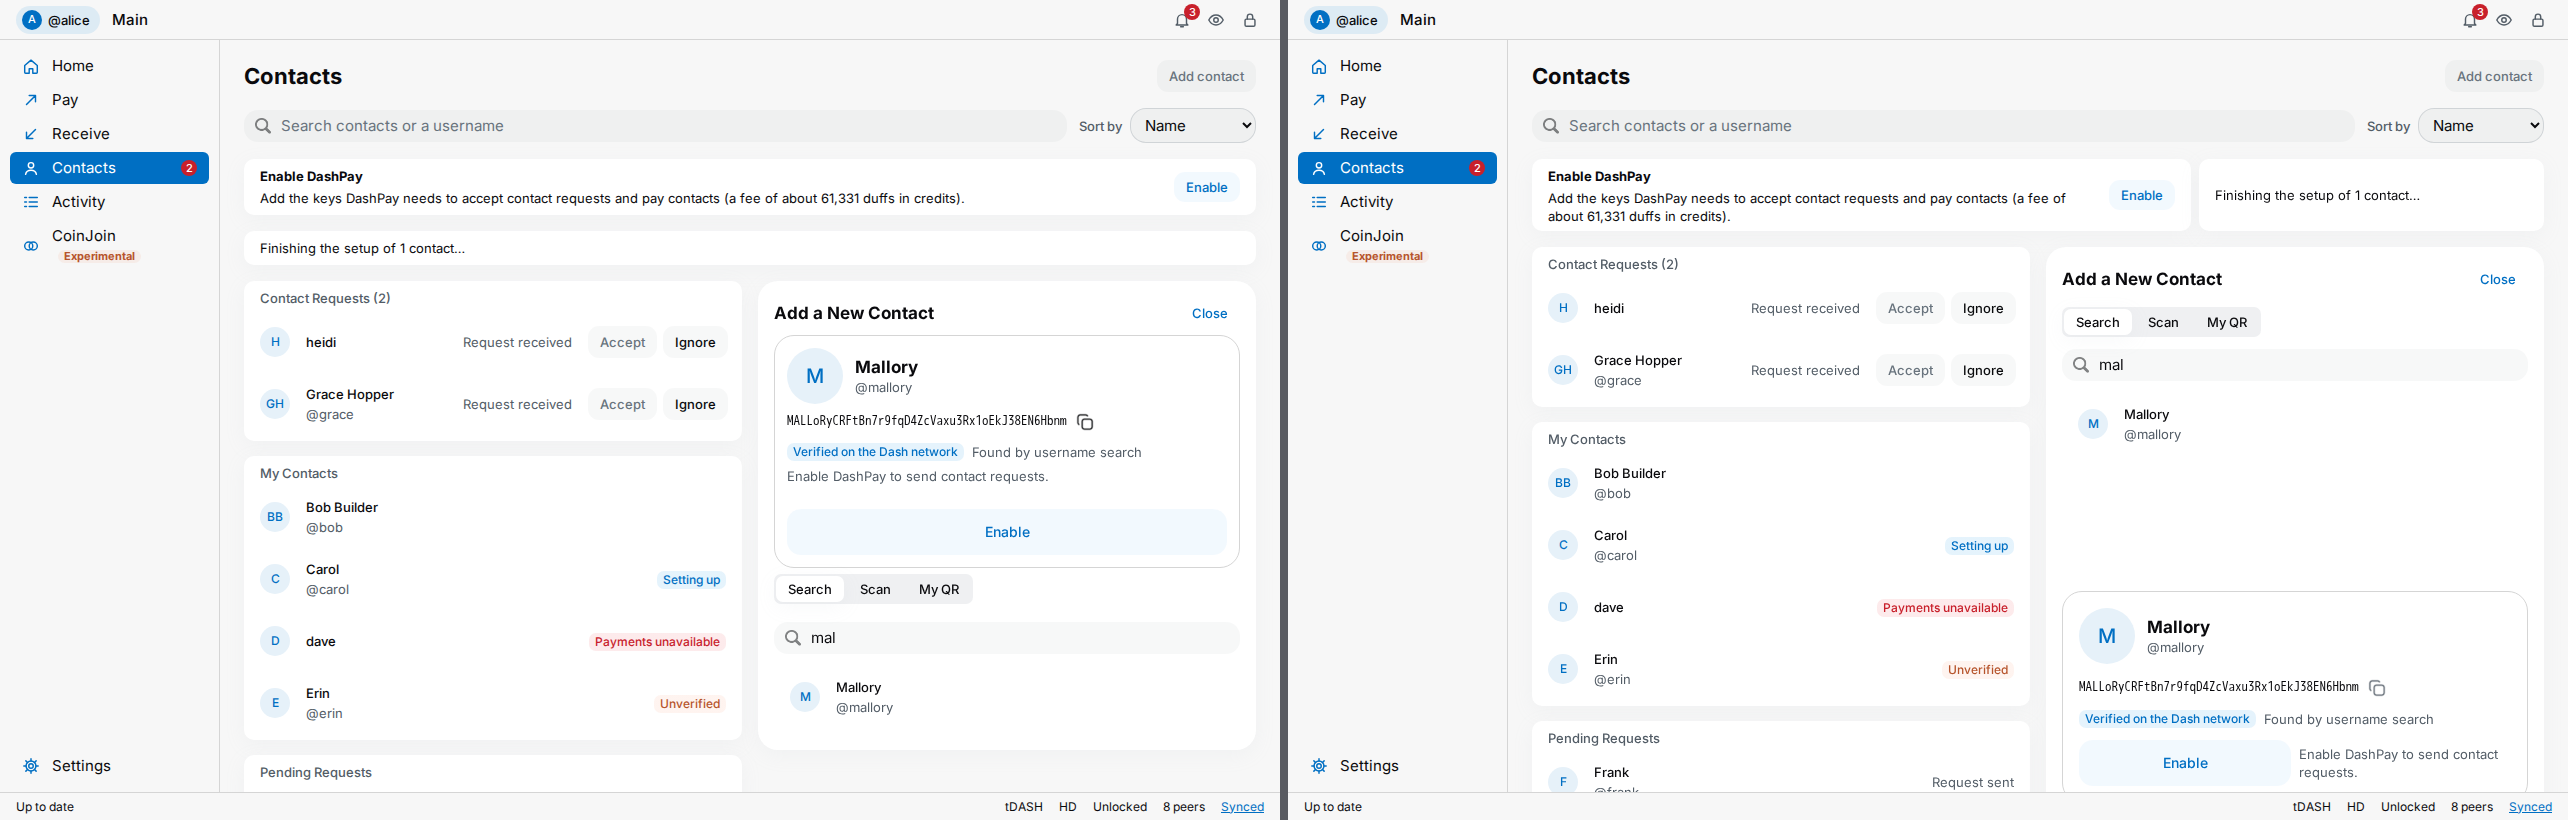 A @alice Main 3
Home
Pay
Receive
Contacts 2
Activity
CoinJoin
Experimental
Settings
Contacts Add contact
Search contacts or a username Sort by Name
Enable DashPay
Add the keys DashPay needs to accept contact requests and pay contacts (a fee of about 61,331 duffs in credits). Enable
Finishing the setup of 1 contact...
Contact Requests (2)
H heidi Request received Accept Ignore
GH Grace Hopper
@grace Request received Accept Ignore
My Contacts
BB Bob Builder
@bob
C Carol
@carol Setting up
D dave Payments unavailable
E Erin
@erin Unverified
Pending Requests
Add a New Contact Close
M Mallory
@mallory
MALLoRyCRFtBn7r9fqD4ZcVaxu3Rx1oEkJ38EN6Hbnm
Verified on the Dash network Found by username search
Enable DashPay to send contact requests.
Enable
Search Scan My QR
mal
M Mallory
@mallory
Up to date tDASH HD Unlocked 8 peers Synced
A @alice Main 3
Home
Pay
Receive
Contacts 2
Activity
CoinJoin
Experimental
Settings
Contacts Add contact
Search contacts or a username Sort by Name
Enable DashPay
Add the keys DashPay needs to accept contact requests and pay contacts (a fee of
about 61,331 duffs in credits). Enable
Finishing the setup of 1 contact...
Contact Requests (2)
H heidi Request received Accept Ignore
GH Grace Hopper
@grace Request received Accept Ignore
My Contacts
BB Bob Builder
@bob
C Carol
@carol Setting up
D dave Payments unavailable
E Erin
@erin Unverified
Pending Requests
F Frank
@frank Request sent
Add a New Contact Close
Search Scan My QR
mal
M Mallory
@mallory
M Mallory
@mallory
MALLoRyCRFtBn7r9fqD4ZcVaxu3Rx1oEkJ38EN6Hbnm
Verified on the Dash network Found by username search
Enable
Enable DashPay to send contact
requests.
Up to date tDASH HD Unlocked 8 peers Synced